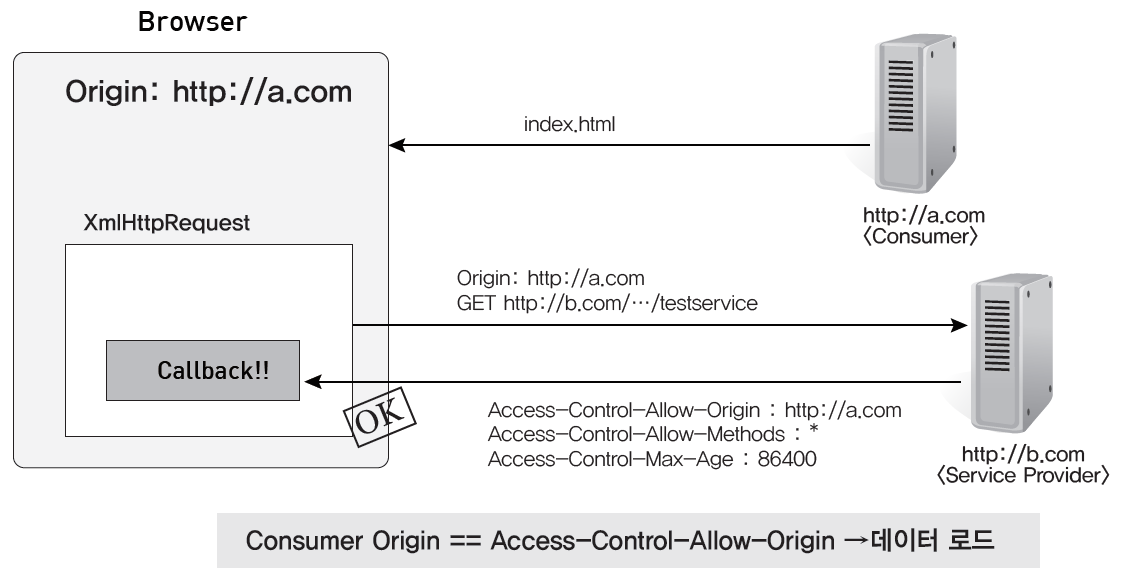 Browser
Origin: http://a.com
index.html
http://a.com
<Consumer>
XmlHttpRequest
Origin: http://a.com
GET http://b.com/…/testservice
Callback!!
OK
Access-Control-Allow-Origin : http://a.com
Access-Control-Allow-Methods : *
Access-Control-Max-Age : 86400
http://b.com
<Service Provider>
Consumer Origin == Access-Control-Allow-Origin →데이터 로드